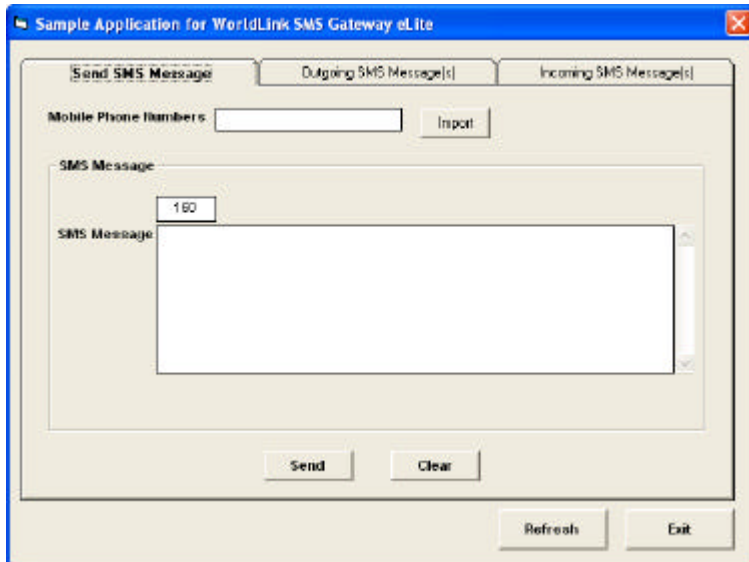 Sample Application for WorldLink SMS Gateway eLite
Send SMS Message Outgoing SMS Message(s) Incoming SMS Message(s)
Mobile Phone Numbers Import
SMS Message
160
SMS Message
Send Clear
Refresh Exit